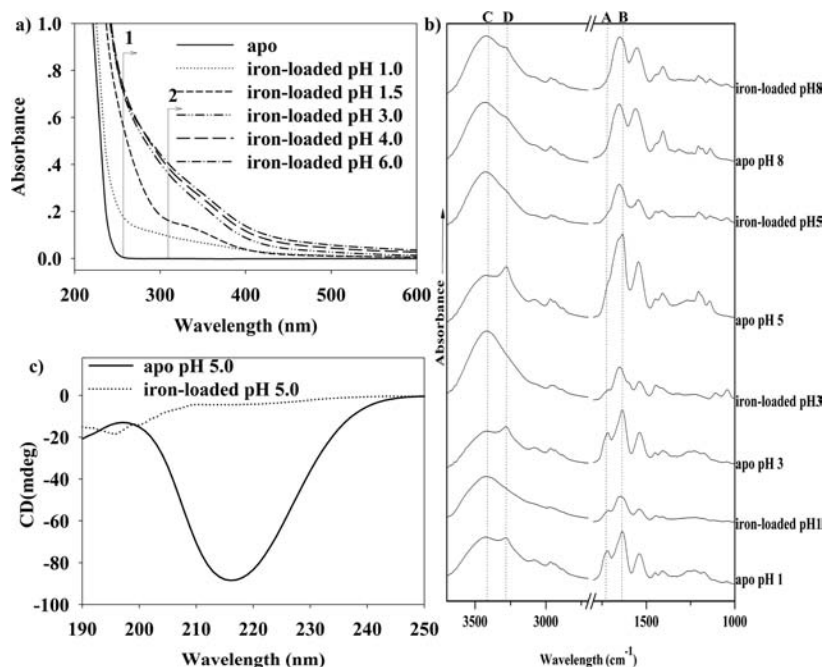 a)
1.0
.8
.6
.4
.2
0.0
Absorbance
200
300
400
500
600
Wavelength (nm)
1
2
apo
iron-loaded pH 1.0
iron-loaded pH 1.5
iron-loaded pH 3.0
iron-loaded pH 4.0
iron-loaded pH 6.0
c)
apo pH 5.0
iron-loaded pH 5.0
0
-20
-40
-60
-80
-100
CD(mdeg)
190
200
210
220
230
240
250
Wavelength (nm)
b)
C D A B
iron-loaded pH8
apo pH 8
iron-loaded pH5
apo pH 5
iron-loaded pH3
apo pH 3
iron-loaded pH1
apo pH 1
Absorbance
3500
2700
1500
1000
Wavelength (cm-1)